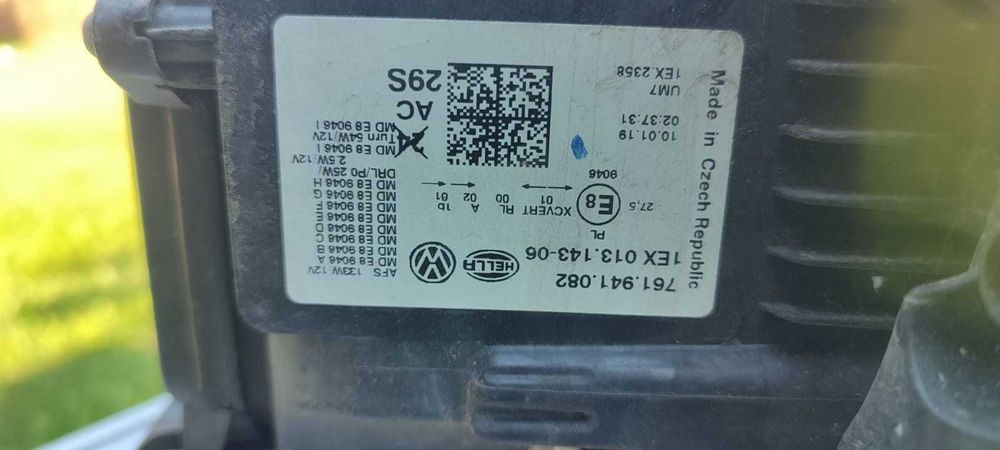 761.941.082
1EX 013.143-06
HELLA
AFS 133W 12V
MD E8 9046 A
MD E8 9046 B
MD E8 9046 C
MD E8 9046 D
MD E8 9046 E
MD E8 9046 F
MD E8 9046 G
MD E8 9046 H
DRL/P0 25W/
2.5W/12V
MD E8 9046 I
Turn 54W/12V
MD E8 9046 I
PL
E8
9046
27,5
XCVERT RL A 1b
01 00 02 01
AC
29S
10.01.19
02:37:31
UM7
1EX 2358
Made in Czech Republic